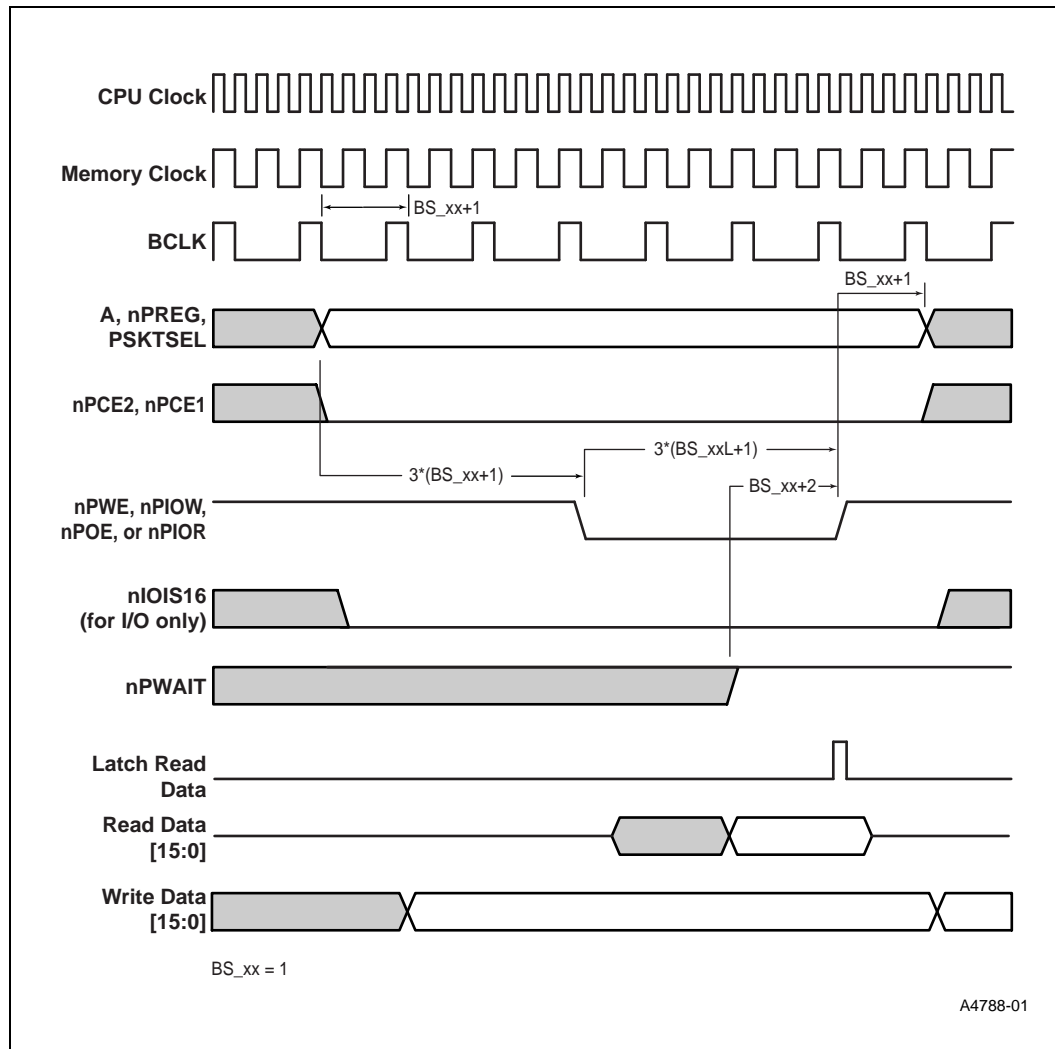 CPU Clock
Memory Clock
BS_xx+1
BCLK
BS_xx+1
A, nPREG,
PSKTSEL
nPCE2, nPCE1
3*(BS_xx+1)
3*(BS_xxL+1)
BS_xx+2
nPWE, nPIOW,
nPOE, or nPIOR
nIOIS16
(for I/O only)
nPWAIT
Latch Read
Data
Read Data
[15:0]
Write Data
[15:0]
BS_xx = 1
A4788-01